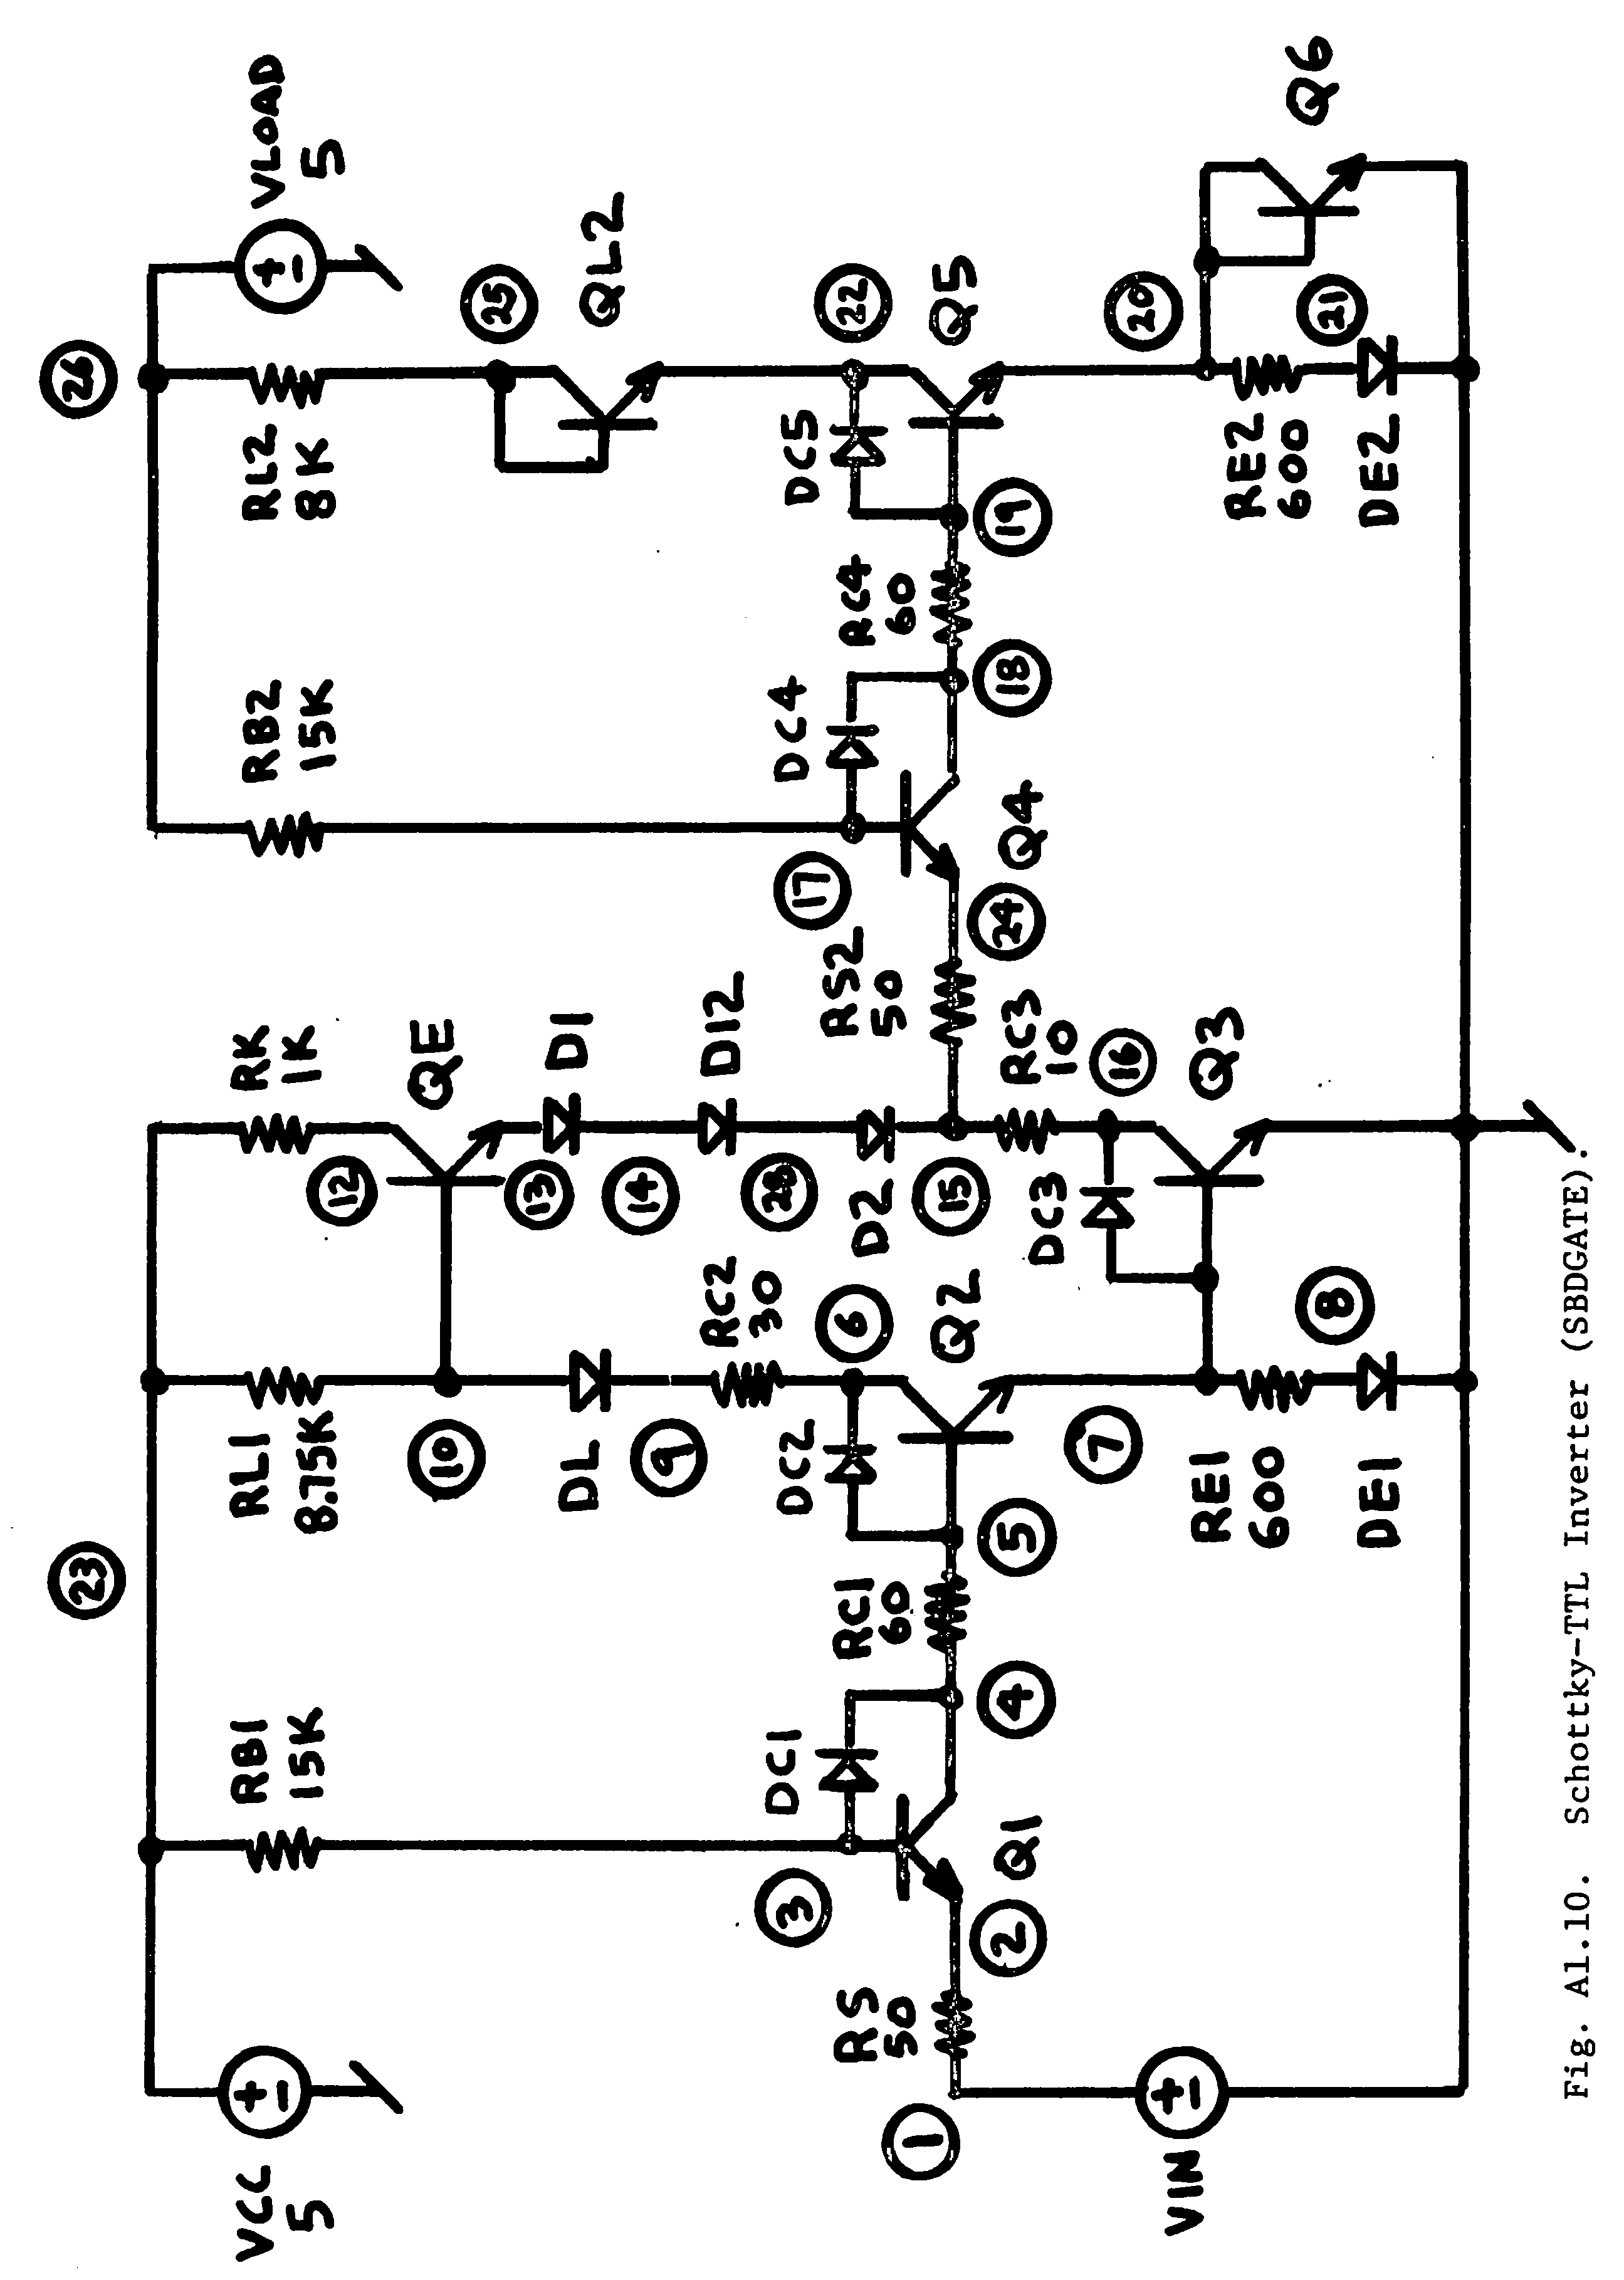 26
VLOAD
5
RL2
8K
25
QL2
RB2
15K
DC5
22
Q5
RC4
60
19
DC4
18
17
Q4
RS2
50
24
20
Q6
RE2
600
21
DE2
23
VCC
5
RB1
15K
RL1
8.75K
RK
1K
12
QE
10
13
D1
14
D12
28
D2
15
RC3
10
16
DC3
Q3
DL
9
RC2
30
6
DC2
Q2
5
7
RC1
60
DC1
4
3
Q1
2
RS
50
1
VIN
RE1
600
8
DE1
Fig. A1.10. Schottky-TTL Inverter (SBDGATE).